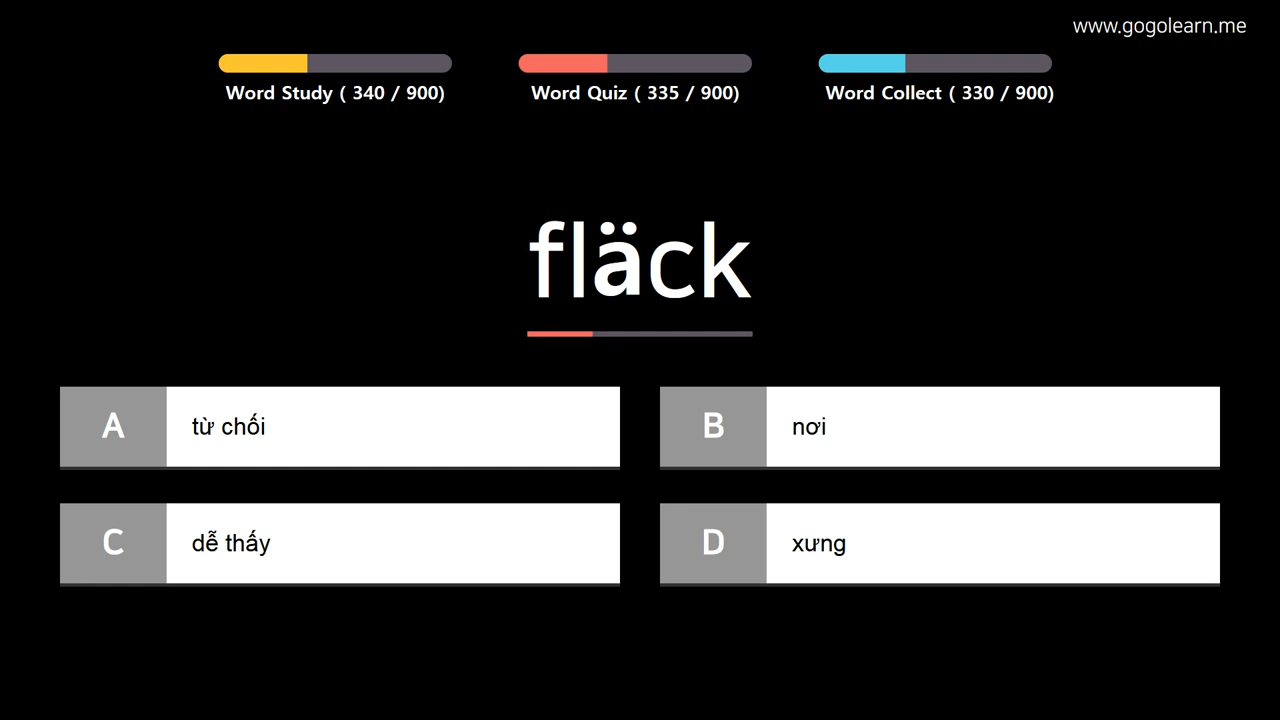 www.gogolearn.me
Word Study ( 340 / 900)
Word Quiz ( 335 / 900)
Word Collect ( 330 / 900)
fläck
A
từ chối
B
nơi
C
dễ thấy
D
xưng